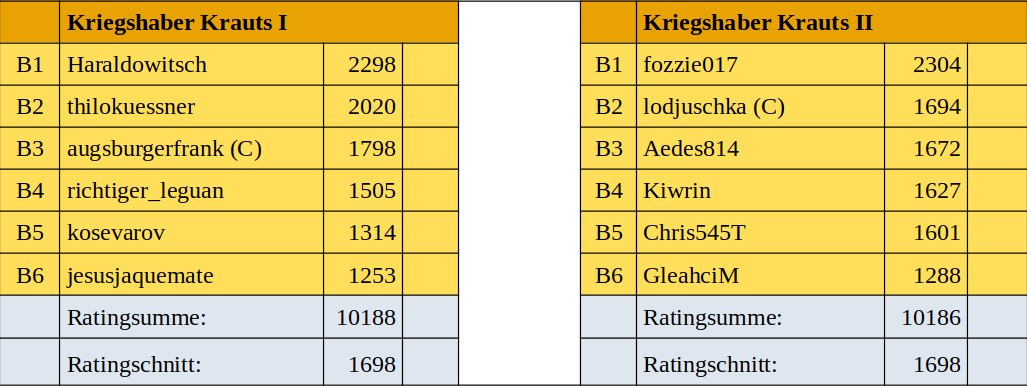 Kriegshaber Krauts I Kriegshaber Krauts II
B1 Haraldowitsch 2298 B1 fozzie017 2304
B2 thilokuessner 2020 B2 lodjuschka (C) 1694
B3 augsburgerfrank (C) 1798 B3 Aedes814 1672
B4 richtiger_leguan 1505 B4 Kiwrin 1627
B5 kosevarov 1314 B5 Chris545T 1601
B6 jesusjaquemate 1253 B6 GleahciM 1288
Ratingsumme: 10188 Ratingsumme: 10186
Ratingschnitt: 1698 Ratingschnitt: 1698